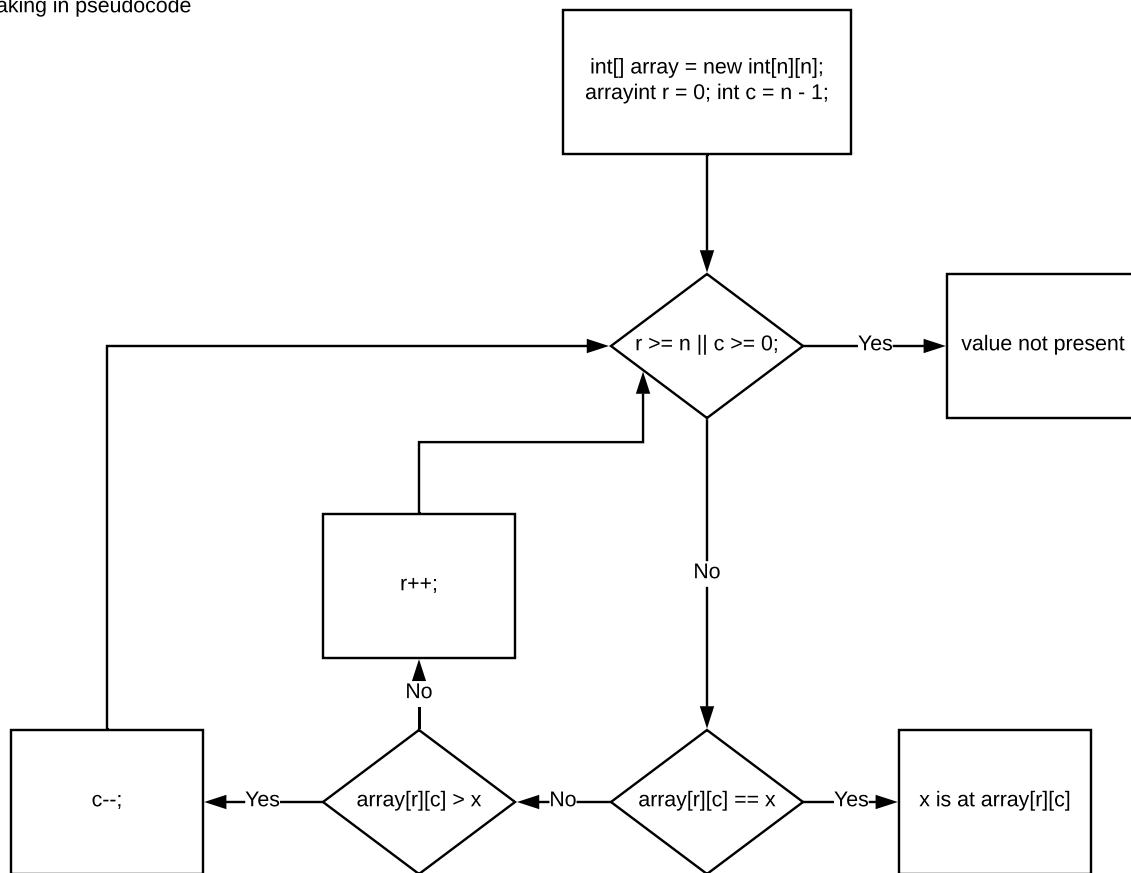 aking in pseudocode
int[] array = new int[n][n];
arrayint r = 0; int c = n - 1;
r >= n || c >= 0;
Yes
value not present
No
r++;
No
c--;
Yes
array[r][c] > x
No
array[r][c] == x
Yes
x is at array[r][c]